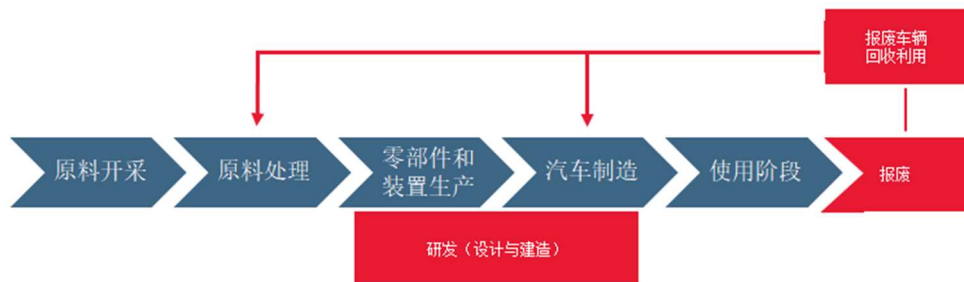 报废车辆
回收利用
原料开采
原料处理
零部件和
装置生产
汽车制造
使用阶段
报废
研发（设计与建造）